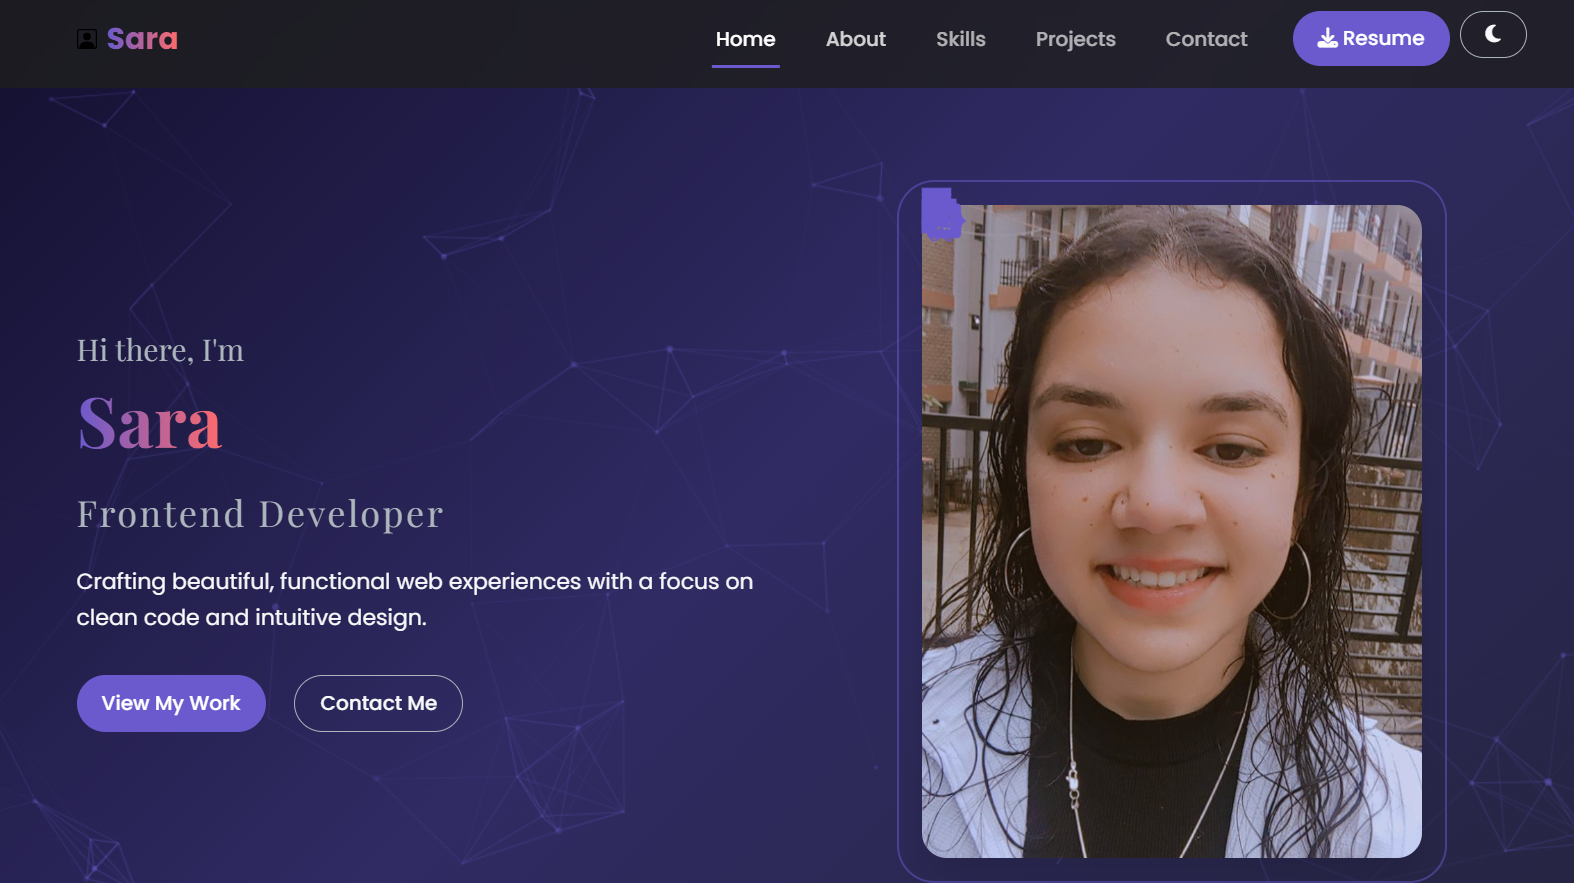 Sara
Home
About
Skills
Projects
Contact
Resume
Hi there, I'm
Sara
Frontend Developer
Crafting beautiful, functional web experiences with a focus on
clean code and intuitive design.
View My Work
Contact Me